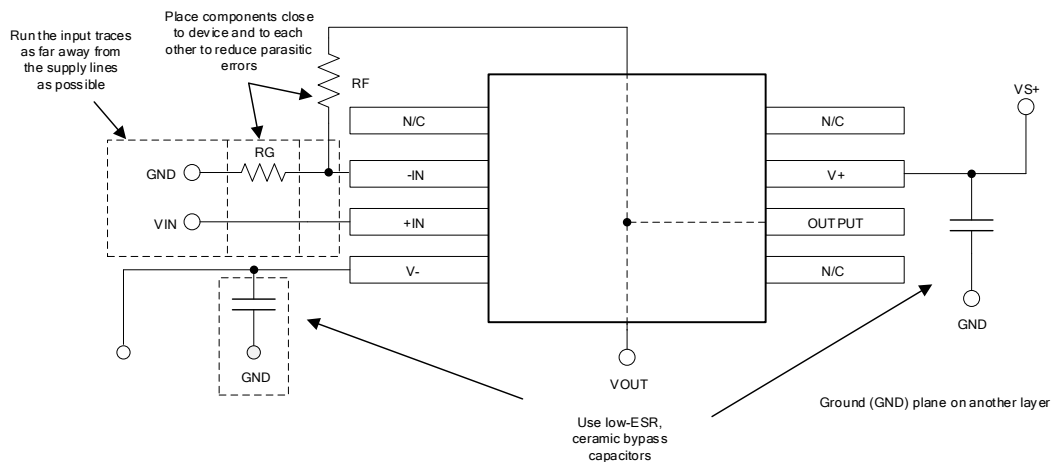 Run the input traces
as far away from
the supply lines
as possible
Place components close
to device and to each
other to reduce parasitic
errors
RF
N/C
N/C
VS+
RG
GND
-IN
V+
VIN
+IN
OUTPUT
V-
N/C
GND
GND
VOUT
Use low-ESR,
ceramic bypass
capacitors
Ground (GND) plane on another layer